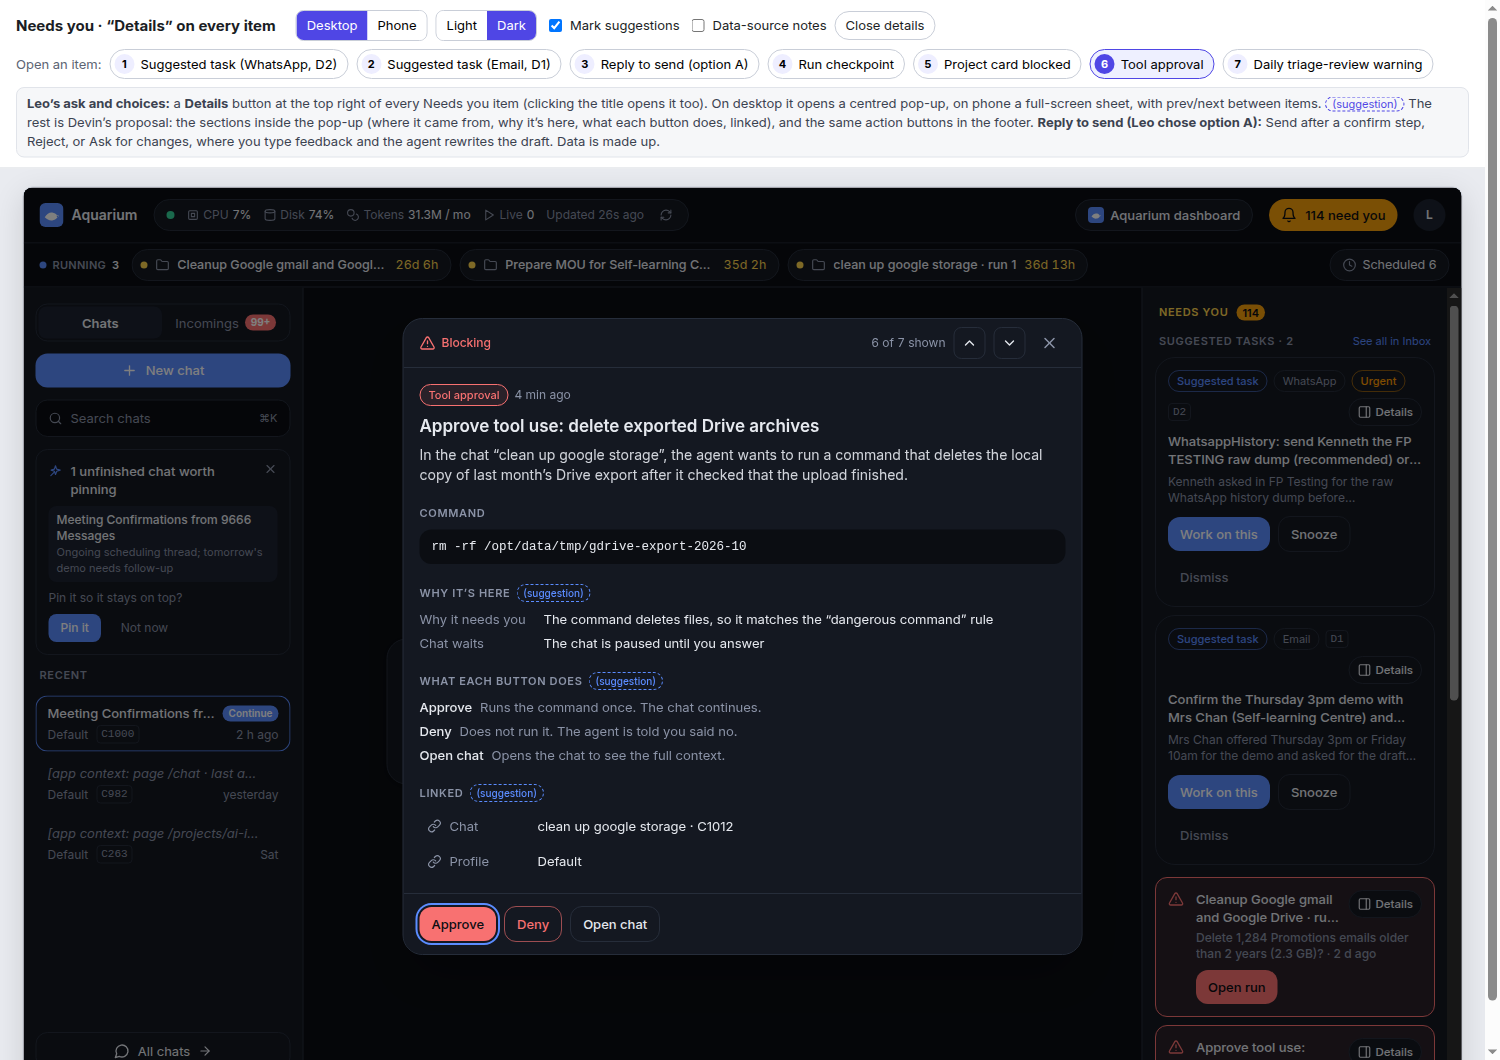 Needs you · “Details” on every item
Desktop Phone Light Dark Mark suggestions Data-source notes Close details
Open an item: 1 Suggested task (WhatsApp, D2) 2 Suggested task (Email, D1) 3 Reply to send (option A) 4 Run checkpoint 5 Project card blocked 6 Tool approval 7 Daily triage-review warning
Leo’s ask and choices: a Details button at the top right of every Needs you item (clicking the title opens it too). On desktop it opens a centred pop-up, on phone a full-screen sheet, with prev/next between items. (suggestion) The
rest is Devin’s proposal: the sections inside the pop-up (where it came from, why it’s here, what each button does, linked), and the same action buttons in the footer. Reply to send (Leo chose option A): Send after a confirm step,
Reject, or Ask for changes, where you type feedback and the agent rewrites the draft. Data is made up.
Aquarium CPU 7% Disk 74% Tokens 31.3M / mo Live 0 Updated 26s ago Aquarium dashboard 114 need you L
RUNNING 3 Cleanup Google gmail and Googl... 26d 6h Prepare MOU for Self-learning C... 35d 2h clean up google storage · run 1 36d 13h Scheduled 6
Chats Incomings 99+
New chat
Search chats ⌘K
1 unfinished chat worth
pinning
Meeting Confirmations from 9666
Messages
Ongoing scheduling thread; tomorrow's
demo needs follow-up
Pin it so it stays on top?
Pin it Not now
RECENT
Meeting Confirmations fr... Continue
Default C1000 2 h ago
[app context: page /chat · last a...
Default C982 yesterday
[app context: page /projects/ai-i...
Default C263 Sat
All chats
Blocking 6 of 7 shown
Tool approval 4 min ago
Approve tool use: delete exported Drive archives
In the chat “clean up google storage”, the agent wants to run a command that deletes the local
copy of last month’s Drive export after it checked that the upload finished.
COMMAND
rm -rf /opt/data/tmp/gdrive-export-2026-10
WHY IT’S HERE (suggestion)
Why it needs you The command deletes files, so it matches the “dangerous command” rule
Chat waits The chat is paused until you answer
WHAT EACH BUTTON DOES (suggestion)
Approve Runs the command once. The chat continues.
Deny Does not run it. The agent is told you said no.
Open chat Opens the chat to see the full context.
LINKED (suggestion)
Chat clean up google storage · C1012
Profile Default
Approve Deny Open chat
NEEDS YOU 114
SUGGESTED TASKS · 2 See all in Inbox
Suggested task WhatsApp Urgent
D2 Details
WhatsappHistory: send Kenneth the FP
TESTING raw dump (recommended) or...
Kenneth asked in FP Testing for the raw
WhatsApp history dump before...
Work on this Snooze
Dismiss
Suggested task Email D1
Details
Confirm the Thursday 3pm demo with
Mrs Chan (Self-learning Centre) and...
Mrs Chan offered Thursday 3pm or Friday
10am for the demo and asked for the draft...
Work on this Snooze
Dismiss
Cleanup Google gmail Details
and Google Drive · ru...
Delete 1,284 Promotions emails older
than 2 years (2.3 GB)? · 2 d ago
Open run
Approve tool use: Details